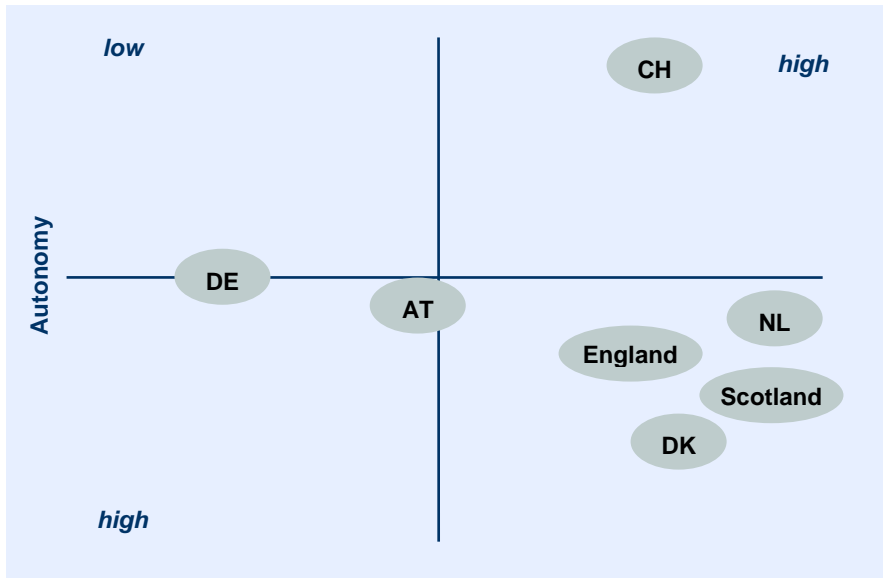 low
CH
high
Autonomy
DE
AT
NL
England
Scotland
DK
high